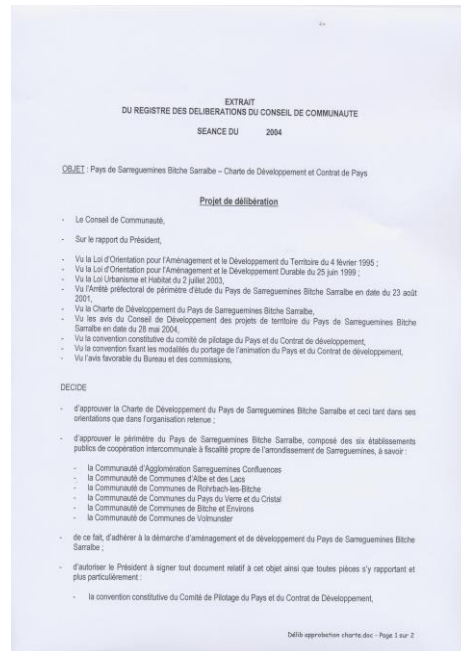 EXTRAIT
DU REGISTRE DES DELIBERATIONS DU CONSEIL DE COMMUNAUTE
SEANCE DU 2004
OBJET : Pays de Sarreguemines Bitche Sarralbe – Charte de Développement et Contrat de Pays
Projet de délibération
- Le Conseil de Communauté,
- Sur le rapport du Président,
- Vu la Loi d'Orientation pour l'Aménagement et le Développement du Territoire du 4 février 1995 ;
- Vu la Loi d'Orientation pour l'Aménagement et le Développement Durable du 25 juin 1999 ;
- Vu la Loi Urbanisme et Habitat du 2 juillet 2003,
- Vu l'Arrêté préfectoral de périmètre d'étude du Pays de Sarreguemines Bitche Sarralbe en date du 23 août
2001,
- Vu la Charte de Développement du Pays de Sarreguemines Bitche Sarralbe,
- Vu les avis du Conseil de Développement des projets de territoire du Pays de Sarreguemines Bitche
Sarralbe en date du 28 mai 2004,
- Vu la convention constitutive du comité de pilotage du Pays et du Contrat de développement,
- Vu la convention fixant les modalités du portage de l'animation du Pays et du Contrat de développement,
- Vu l'avis favorable du Bureau et des commissions,
DECIDE
- d'approuver la Charte de Développement du Pays de Sarreguemines Bitche Sarralbe et ceci tant dans ses
orientations que dans l'organisation retenue ;
- d'approuver le périmètre du Pays de Sarreguemines Bitche Sarralbe, composé des six établissements
publics de coopération intercommunale à fiscalité propre de l'arrondissement de Sarreguemines, à savoir :
- la Communauté d'Agglomération Sarreguemines Confluences
- la Communauté de Communes d'Albe et des Lacs
- la Communauté de Communes de Rohrbach-les-Bitche
- la Communauté de Communes du Pays du Verre et du Cristal
- la Communauté de Communes de Bitche et Environs
- la Communauté de Communes de Volmunster
- de ce fait, d'adhérer à la démarche d'aménagement et de développement du Pays de Sarreguemines Bitche
Sarralbe ;
- d'autoriser le Président à signer tout document relatif à cet objet ainsi que toutes pièces s'y rapportant et
plus particulièrement :
- la convention constitutive du Comité de Pilotage du Pays et du Contrat de Développement,
Délib approbation charte.doc - Page 1 sur 2